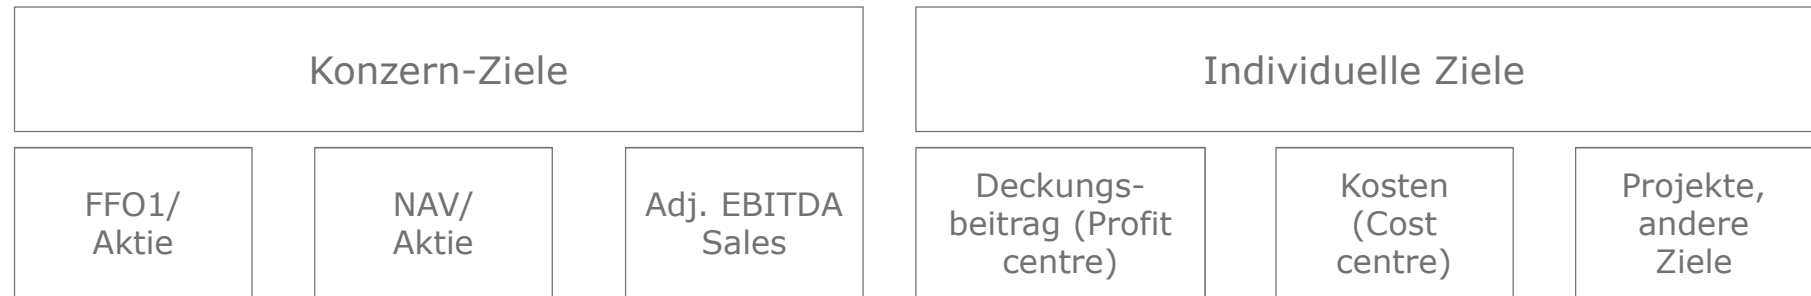 Konzern-Ziele
Individuelle Ziele
FFO1/
Aktie
NAV/
Aktie
Adj. EBITDA
Sales
Deckungs-
beitrag (Profit
centre)
Kosten
(Cost
centre)
Projekte,
andere
Ziele